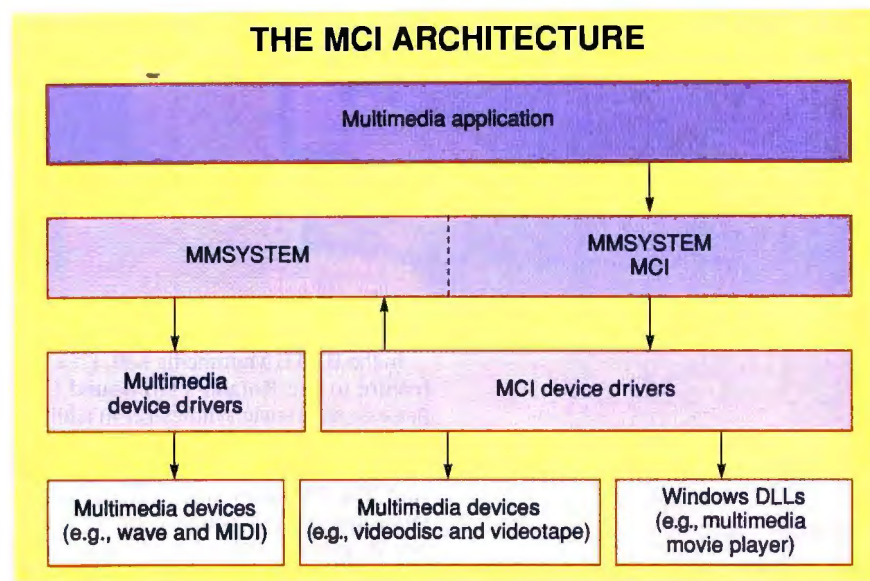 THE MCI ARCHITECTURE
Multimedia application
MMSYSTEM
MMSYSTEM
MCI
Multimedia
device drivers
MCI device drivers
Multimedia devices
(e.g., wave and MIDI)
Multimedia devices
(e.g., videodisc and videotape)
Windows DLLs
(e.g., multimedia
movie player)